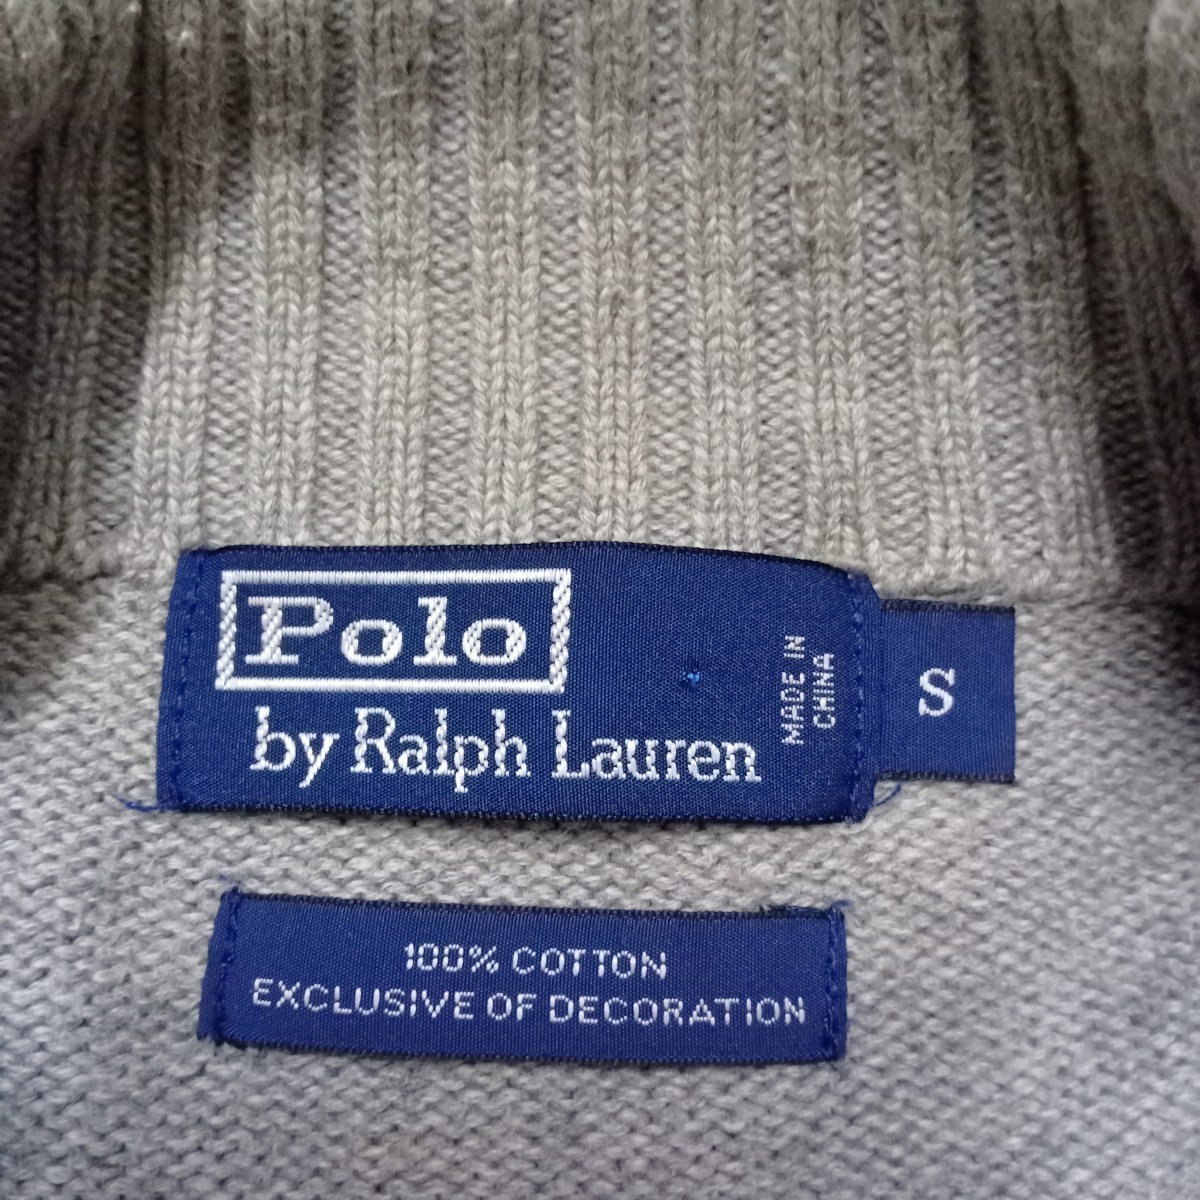 Polo
by Ralph Lauren
MADE IN
CHINA
S
100% COTTON
EXCLUSIVE OF DECORATION